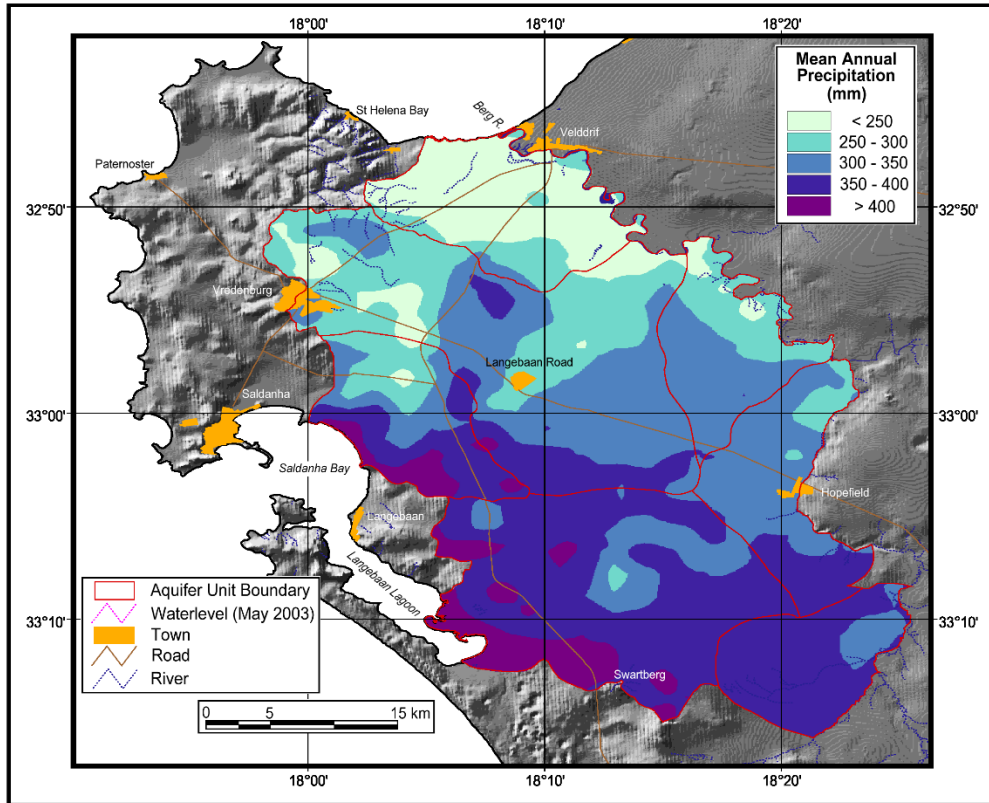 18°00'
18°10'
18°20'
Mean Annual
Precipitation
(mm)
< 250
250 - 300
300 - 350
350 - 400
> 400
St Helena Bay
Berg R.
Velddrif
Paternoster
32°50'
32°50'
Vredenburg
Langebaan Road
Saldanha
33°00'
33°00'
Saldanha Bay
Hopefield
Langebaan
Langebaan Lagoon
Aquifer Unit Boundary
Waterlevel (May 2003)
Town
Road
River
33°10'
33°10'
Swartberg
0 5 15 km
18°00'
18°10'
18°20'